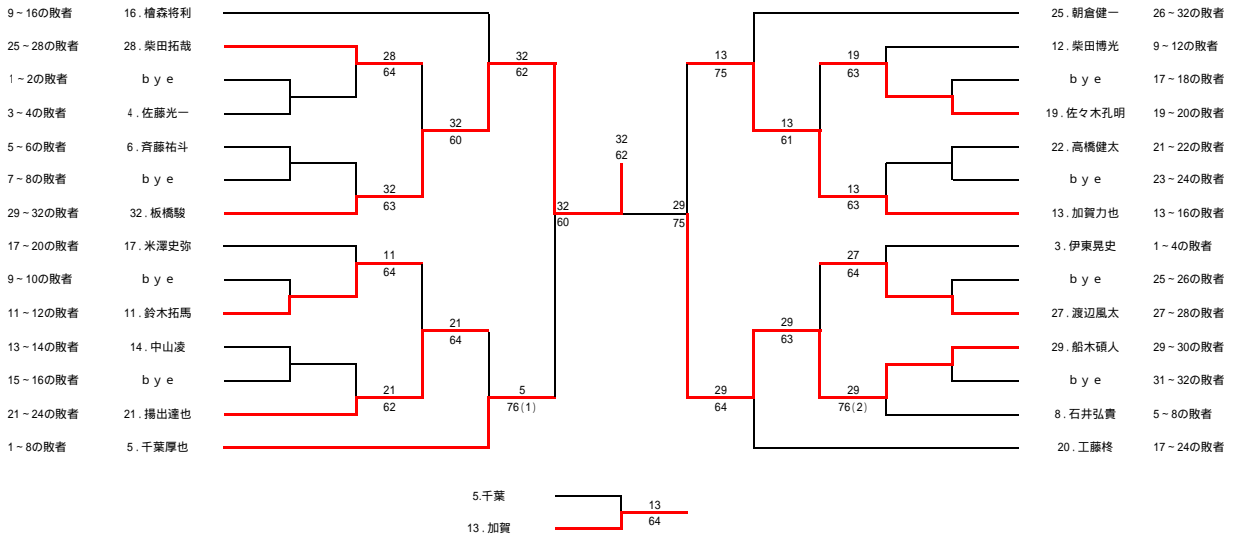 9~16の敗者 16.檜森将利 25.朝倉健一 26~32の敗者
25~28の敗者 28.柴田拓哉 12.柴田博光 9~12の敗者
28 64
32 62
13 75
19 63
1~2の敗者 bye bye 17~18の敗者
3~4の敗者 4.佐藤光一 19.佐々木孔明 19~20の敗者
32 60
13 61
5~6の敗者 6.斉藤祐斗 22.高橋健太 21~22の敗者
32 62
7~8の敗者 bye bye 23~24の敗者
32 63
13 63
29~32の敗者 32.板橋駿 13.加賀力也 13~16の敗者
32 60
29 75
17~20の敗者 17.米澤史弥 3.伊東晃史 1~4の敗者
11 64
27 64
9~10の敗者 bye bye 25~26の敗者
11~12の敗者 11.鈴木拓馬 27.渡辺風太 27~28の敗者
21 64
29 63
13~14の敗者 14.中山凌 29.船木碩人 29~30の敗者
15~16の敗者 bye bye 31~32の敗者
21 62
5 76(1)
29 64
29 76(2)
21~24の敗者 21.揚出達也 8.石井弘貴 5~8の敗者
1~8の敗者 5.千葉厚也 20.工藤柊 17~24の敗者
5.千葉
13 64
13.加賀